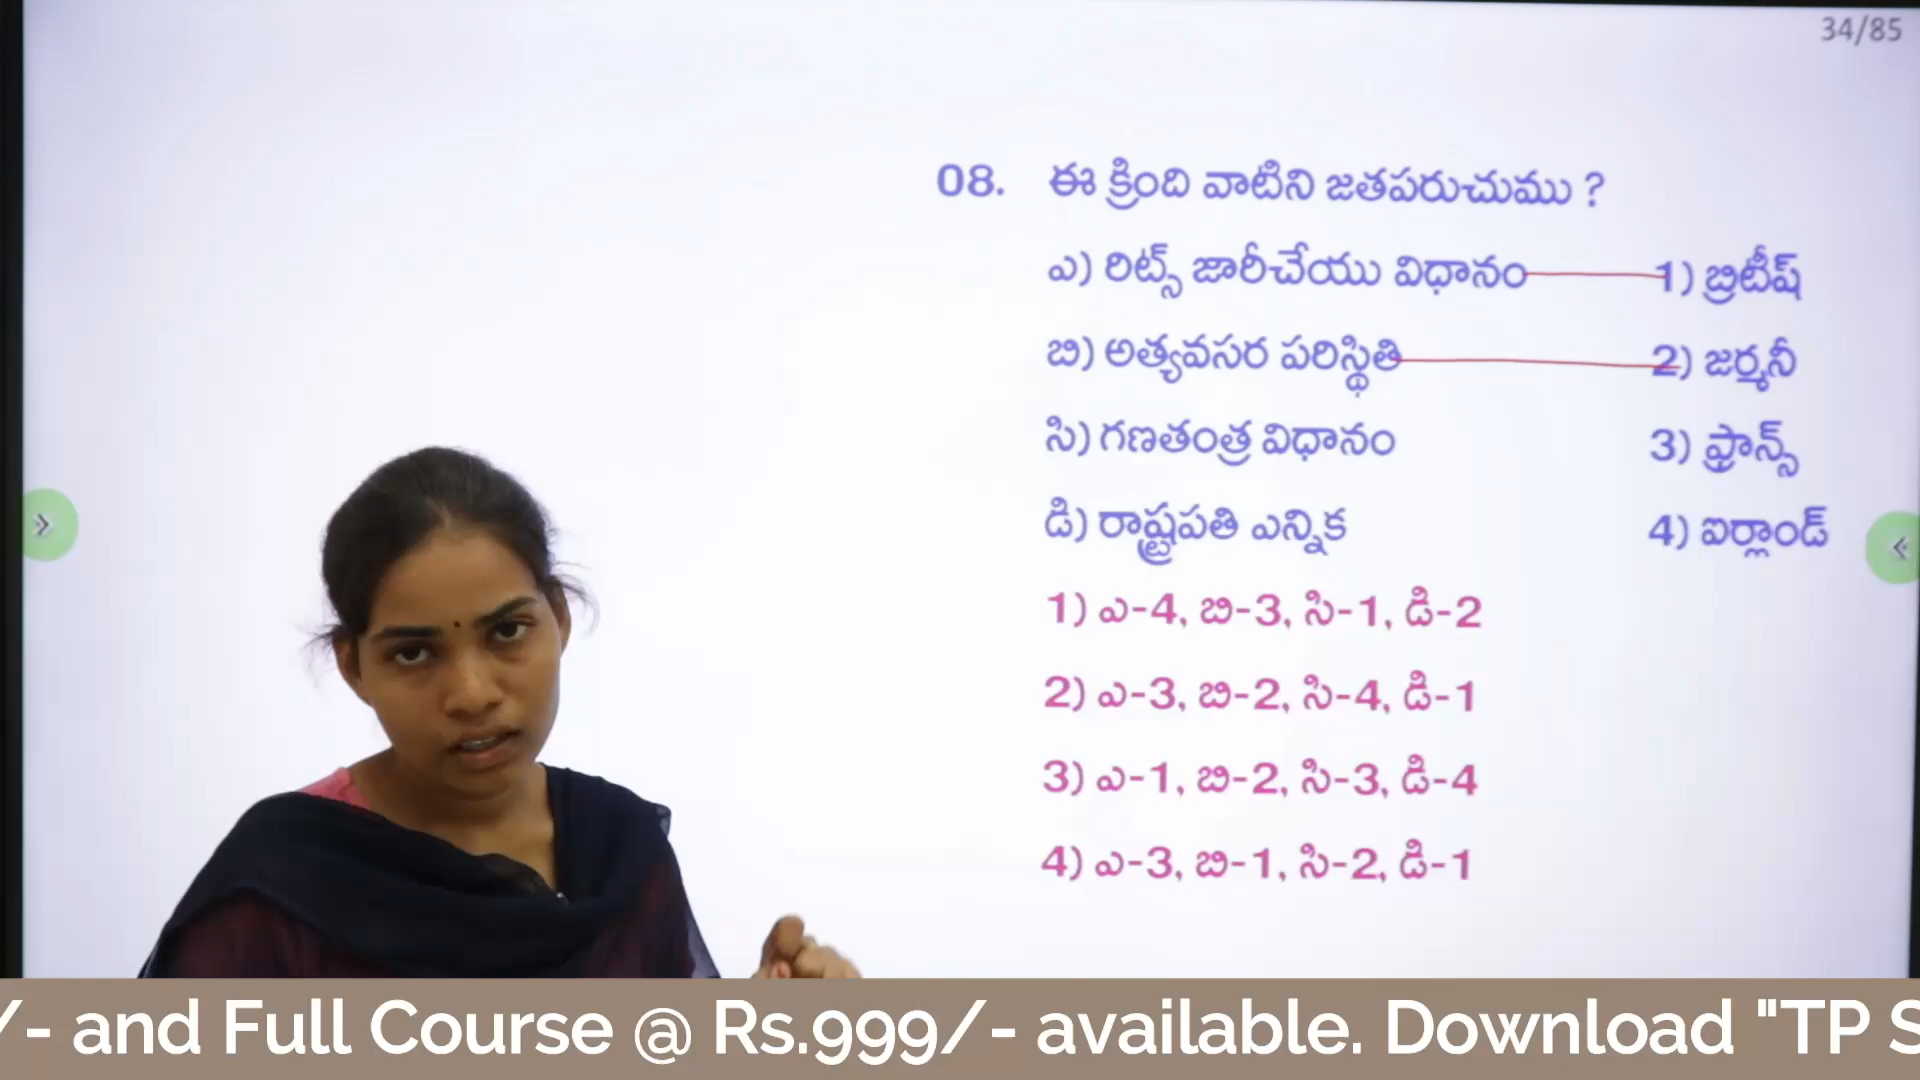 34/85
08. ఈ క్రింది వాటిని జతపరుచుము ?
ఎ) రిట్స్ జారీచేయు విధానం 1) బ్రిటీష్
బి) అత్యవసర పరిస్థితి 2) జర్మనీ
సి) గణతంత్ర విధానం 3) ఫ్రాన్స్
డి) రాష్ట్రపతి ఎన్నిక 4) ఐర్లాండ్
1) ఎ-4, బి-3, సి-1, డి-2
2) ఎ-3, బి-2, సి-4, డి-1
3) ఎ-1, బి-2, సి-3, డి-4
4) ఎ-3, బి-1, సి-2, డి-1
/- and Full Course @ Rs.999/- available. Download "TP S